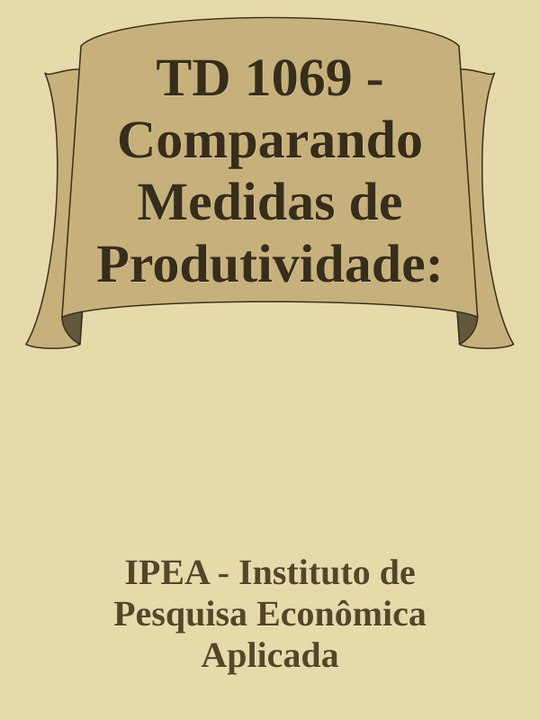 TD 1069 -
Comparando
Medidas de
Produtividade:
IPEA - Instituto de
Pesquisa Econômica
Aplicada